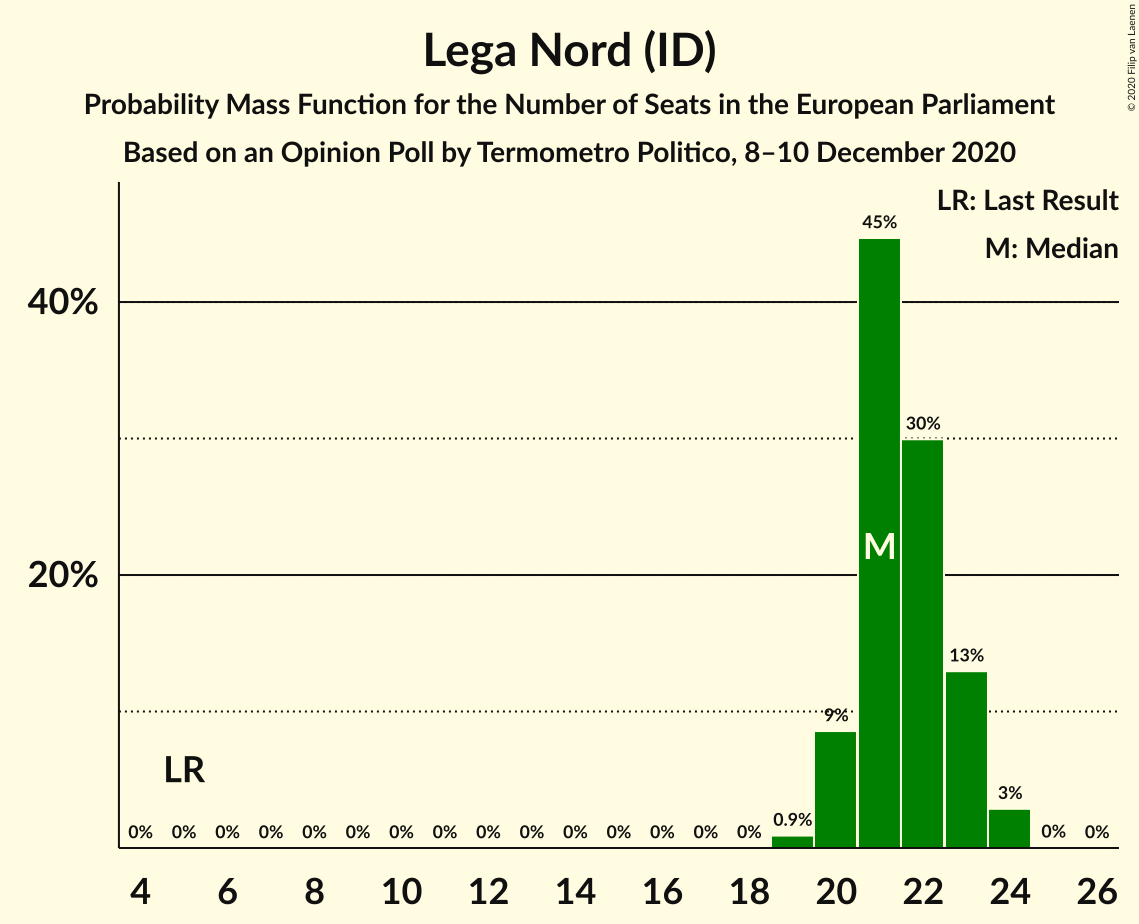 Lega Nord (ID)
Probability Mass Function for the Number of Seats in the European Parliament
Based on an Opinion Poll by Termometro Politico, 8–10 December 2020
© 2020 Filip van Laenen
LR: Last Result
M: Median
45%
40%
30%
M
20%
13%
9%
LR
3%
0% 0% 0% 0% 0% 0% 0% 0% 0% 0% 0% 0% 0% 0% 0% 0.9% 0% 0%
4 6 8 10 12 14 16 18 20 22 24 26